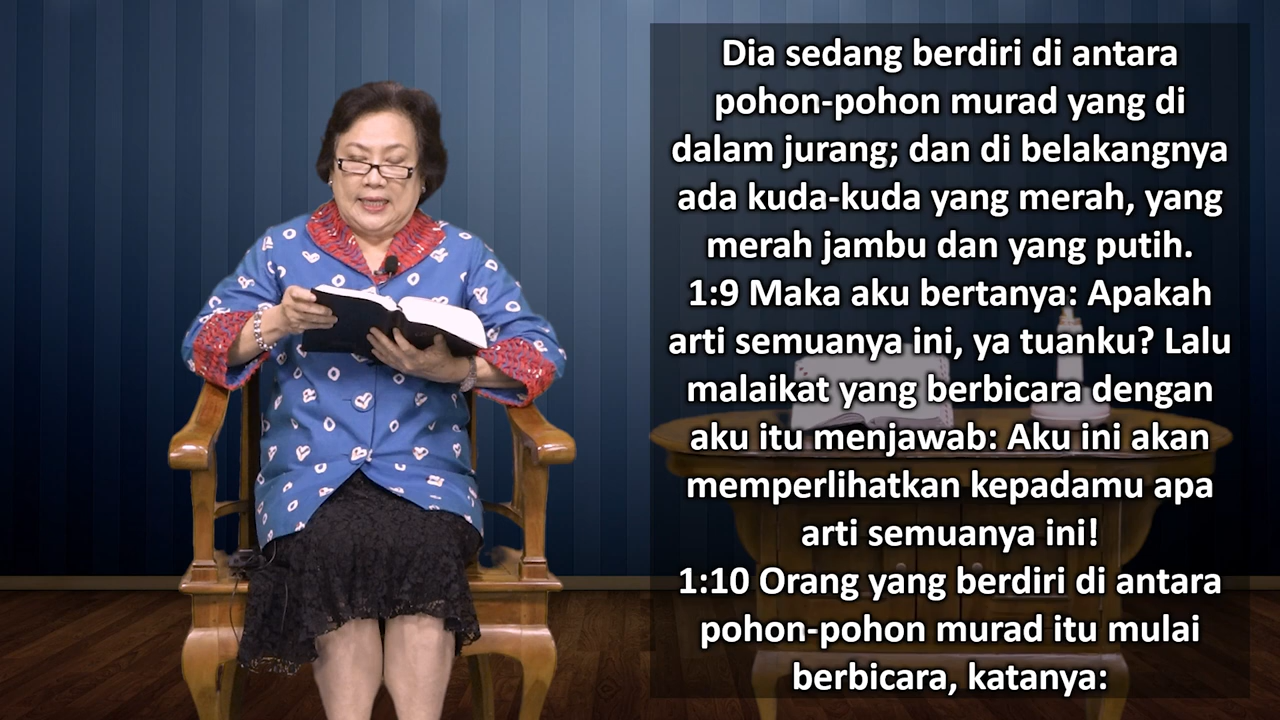 Dia sedang berdiri di antara
pohon-pohon murad yang di
dalam jurang; dan di belakangnya
ada kuda-kuda yang merah, yang
merah jambu dan yang putih.
1:9 Maka aku bertanya: Apakah
arti semuanya ini, ya tuanku? Lalu
malaikat yang berbicara dengan
aku itu menjawab: Aku ini akan
memperlihatkan kepadamu apa
arti semuanya ini!
1:10 Orang yang berdiri di antara
pohon-pohon murad itu mulai
berbicara, katanya: